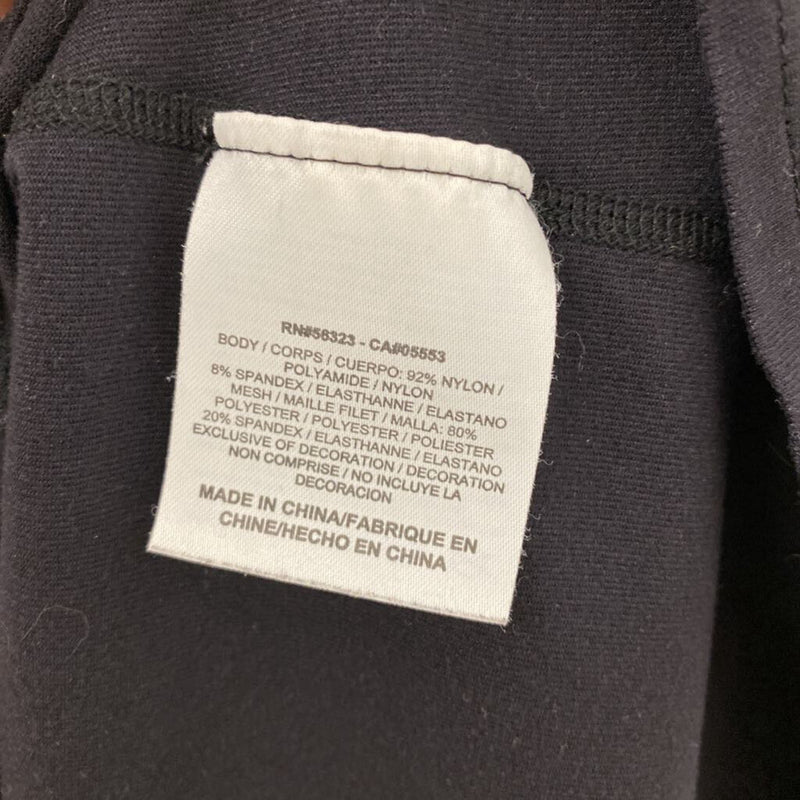 RN#56323 - CA#05553
BODY / CORPS / CUERPO: 92% NYLON /
POLYAMIDE / NYLON
8% SPANDEX / ELASTHANNE / ELASTANO
MESH / MAILLE FILET / MALLA: 80%
POLYESTER / POLYESTER / POLIESTER
20% SPANDEX / ELASTHANNE / ELASTANO
EXCLUSIVE OF DECORATION / DECORATION
NON COMPRISE / NO INCLUYE LA
DECORACION
MADE IN CHINA/FABRIQUE EN
CHINE/HECHO EN CHINA